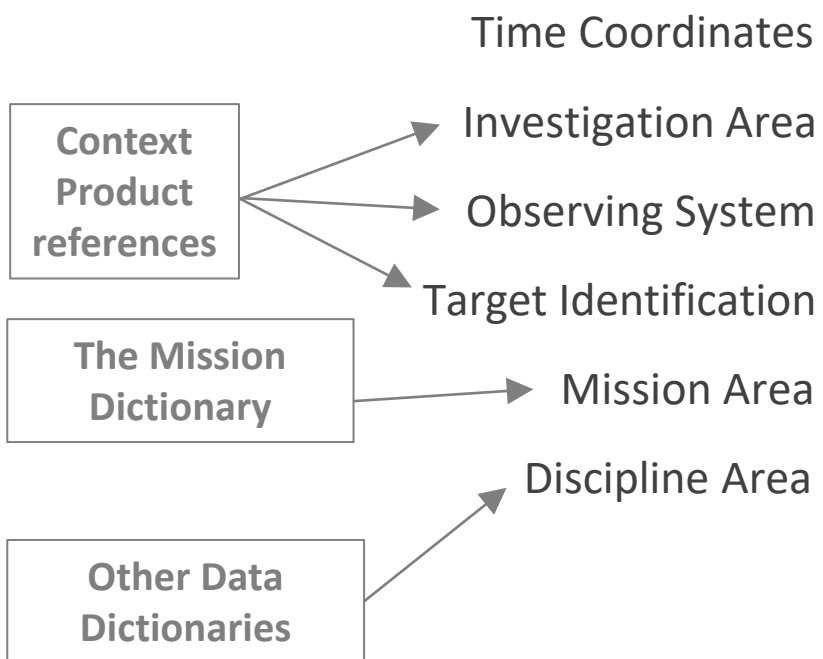 Time Coordinates
Context
Product
references
Investigation Area
Observing System
Target Identification
The Mission
Dictionary
Mission Area
Discipline Area
Other Data
Dictionaries